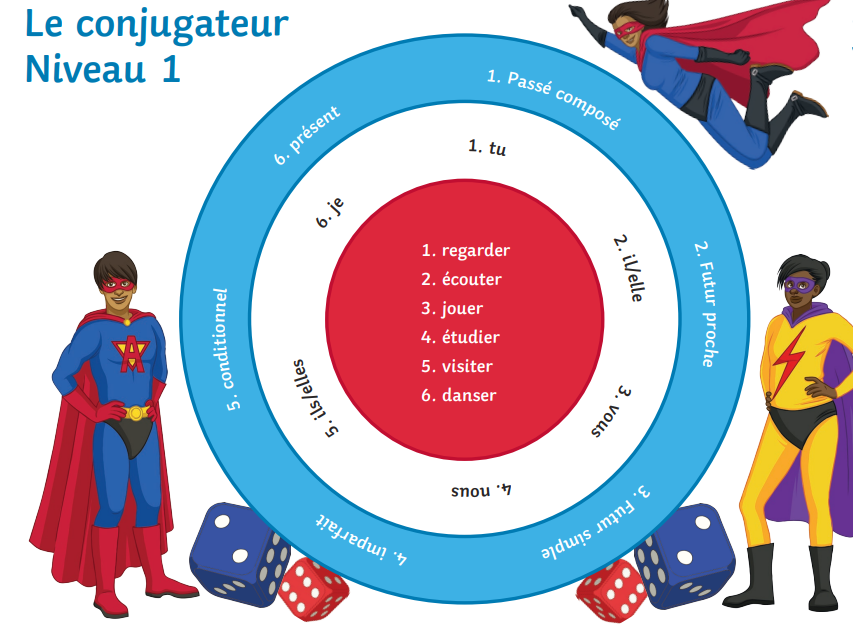 Le conjugateur
Niveau 1
1. Passé composé
2. Futur proche
3. Futur simple
4. imparfait
5. conditionnel
6. présent
1. tu
2. il/elle
3. vous
4. nous
5. ils/elles
6. je
1. regarder
2. écouter
3. jouer
4. étudier
5. visiter
6. danser
A